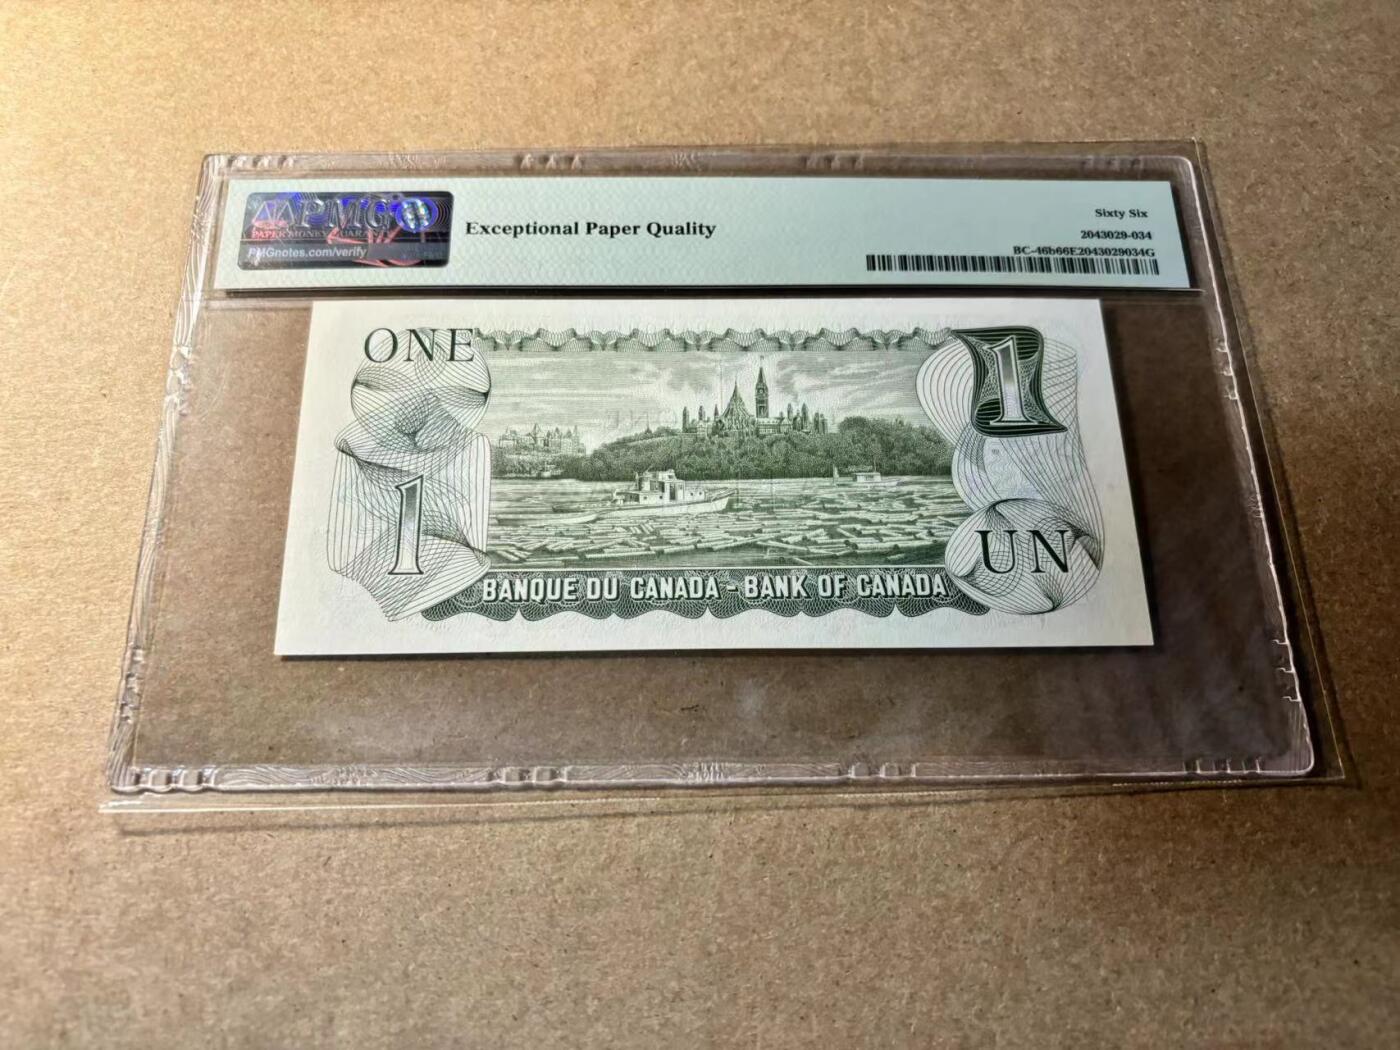 PMG
PAPER MONEY GUARANTY
PMGnotes.com/verify
Exceptional Paper Quality
Sixty Six
2043029-034
BC-46b66E2043029034G
ONE
1
1
UN
BANQUE DU CANADA - BANK OF CANADA